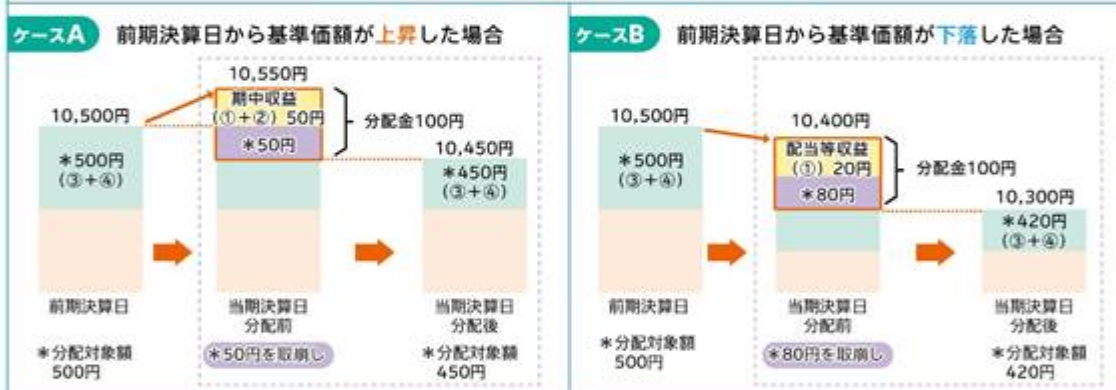 ケースA 前期決算日から基準価額が上昇した場合
10,550円
期中収益
(①+②) 50円
*50円
分配金100円
10,500円
*500円
(③+④)
10,450円
*450円
(③+④)
前期決算日
当期決算日
分配前
当期決算日
分配後
*分配対象額
500円
*50円を取崩し
*分配対象額
450円
ケースB 前期決算日から基準価額が下落した場合
10,500円
*500円
(③+④)
10,400円
配当等収益
(①) 20円
*80円
分配金100円
10,300円
*420円
(③+④)
前期決算日
当期決算日
分配前
当期決算日
分配後
*分配対象額
500円
*80円を取崩し
*分配対象額
420円